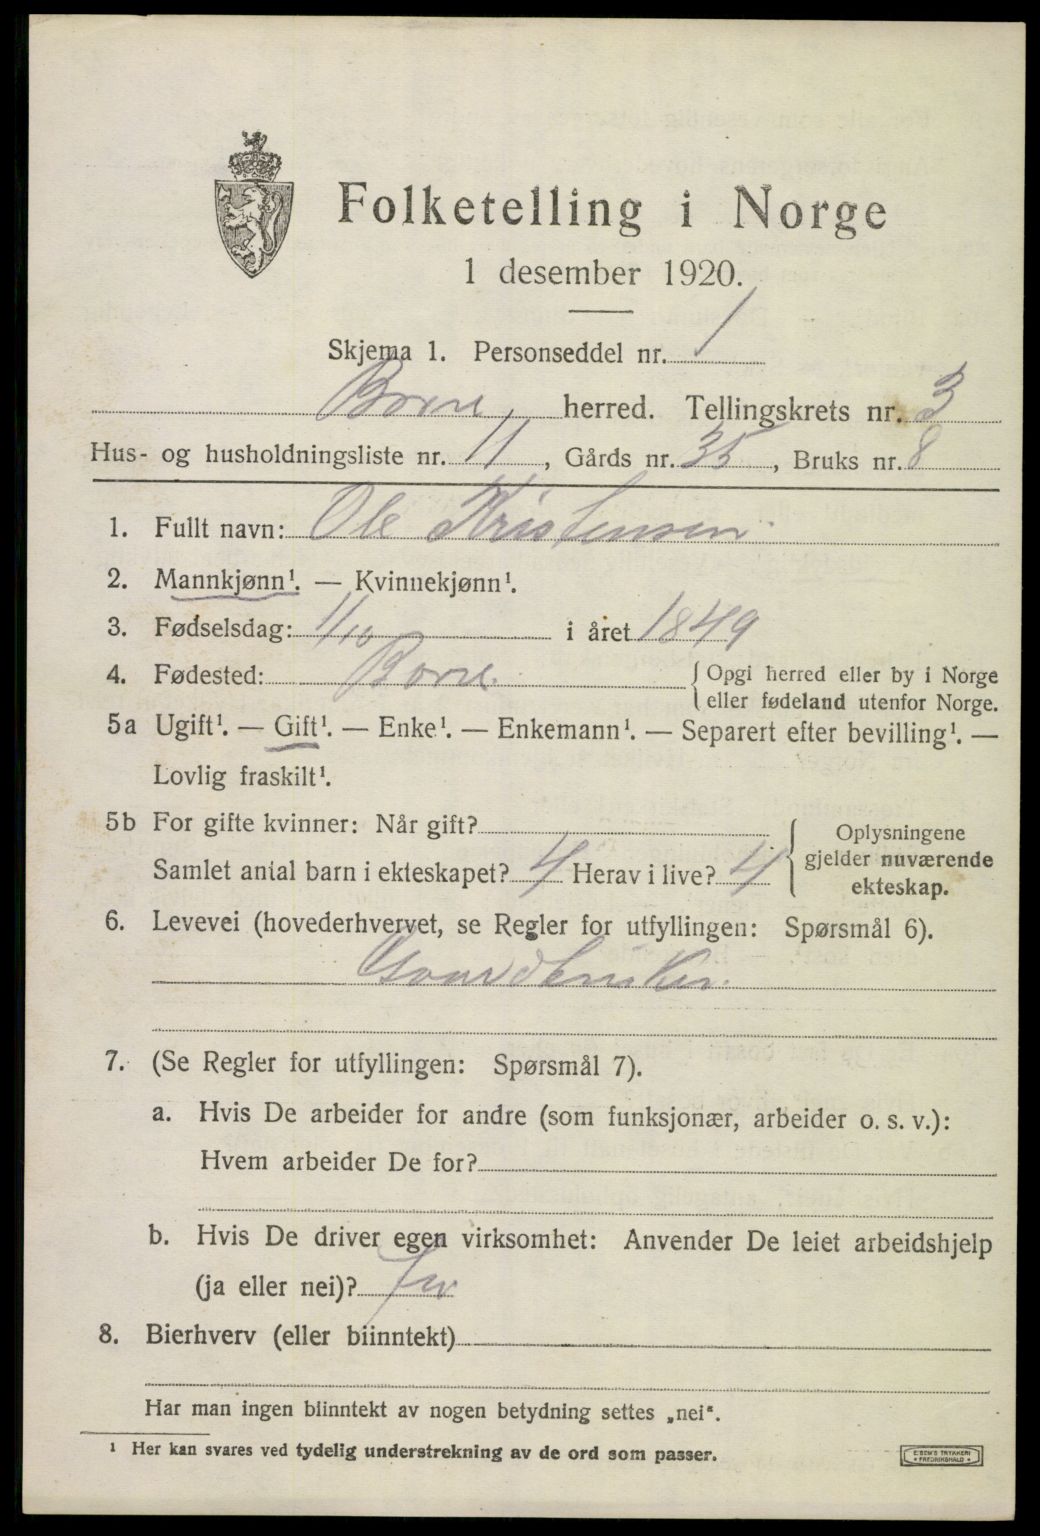 Folketelling i Norge
1 desember 1920.
Skjema 1. Personseddel nr. 1
Borre, herred. Tellingskrets nr. 3
Hus- og husholdningsliste nr. 11, Gårds nr. 35, Bruks nr. 8
1. Fullt navn: Ole Kristensen
2. Mannkjønn¹. — Kvinnekjønn¹.
3. Fødselsdag: 1/10 i året 1849
4. Fødested: Borre. { Opgi herred eller by i Norge
eller fødeland utenfor Norge.
5a Ugift¹. — Gift¹. — Enke¹. — Enkemann¹. — Separert efter bevilling¹. —
Lovlig fraskilt¹.
5b For gifte kvinner: Når gift?
Samlet antal barn i ekteskapet? 4 Herav i live? 4
{ Oplysningene
gjelder nuværende
ekteskap.
6. Levevei (hovederhvervet, se Regler for utfyllingen: Spørsmål 6).
Gaardbruker.
7. (Se Regler for utfyllingen: Spørsmål 7).
a. Hvis De arbeider for andre (som funksjonær, arbeider o. s. v.):
Hvem arbeider De for?
b. Hvis De driver egen virksomhet: Anvender De leiet arbeidshjelp
(ja eller nei)? Ja
8. Bierhverv (eller biinntekt)
Har man ingen biinntekt av nogen betydning settes „nei“.
¹ Her kan svares ved tydelig understrekning av de ord som passer.
E. SEM'S TRYKKERI
• FREDRIKSHALD •